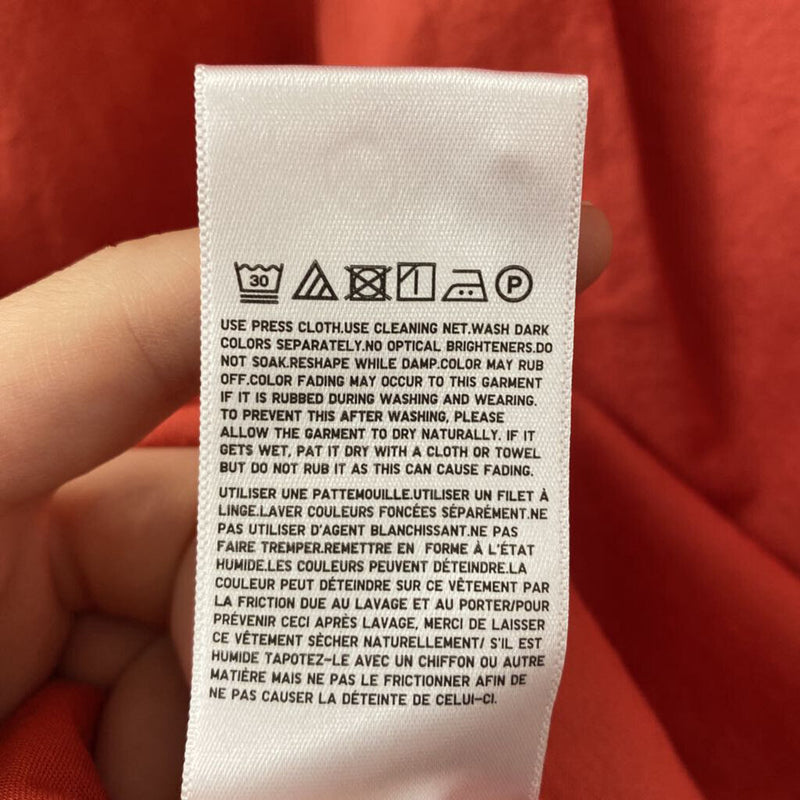 30 P
USE PRESS CLOTH.USE CLEANING NET.WASH DARK
COLORS SEPARATELY.NO OPTICAL BRIGHTENERS.DO
NOT SOAK.RESHAPE WHILE DAMP.COLOR MAY RUB
OFF.COLOR FADING MAY OCCUR TO THIS GARMENT
IF IT IS RUBBED DURING WASHING AND WEARING.
TO PREVENT THIS AFTER WASHING, PLEASE
ALLOW THE GARMENT TO DRY NATURALLY. IF IT
GETS WET, PAT IT DRY WITH A CLOTH OR TOWEL
BUT DO NOT RUB IT AS THIS CAN CAUSE FADING.
UTILISER UNE PATTEMOUILLE.UTILISER UN FILET À
LINGE.LAVER COULEURS FONCÉES SÉPARÉMENT.NE
PAS UTILISER D'AGENT BLANCHISSANT.NE PAS
FAIRE TREMPER.REMETTRE EN FORME À L'ÉTAT
HUMIDE.LES COULEURS PEUVENT DÉTEINDRE.LA
COULEUR PEUT DÉTEINDRE SUR CE VÊTEMENT PAR
LA FRICTION DUE AU LAVAGE ET AU PORTER/POUR
PRÉVENIR CECI APRÈS LAVAGE, MERCI DE LAISSER
CE VÊTEMENT SÈCHER NATURELLEMENT/ S'IL EST
HUMIDE TAPOTEZ-LE AVEC UN CHIFFON OU AUTRE
MATIÈRE MAIS NE PAS LE FRICTIONNER AFIN DE
NE PAS CAUSER LA DÉTEINTE DE CELUI-CI.